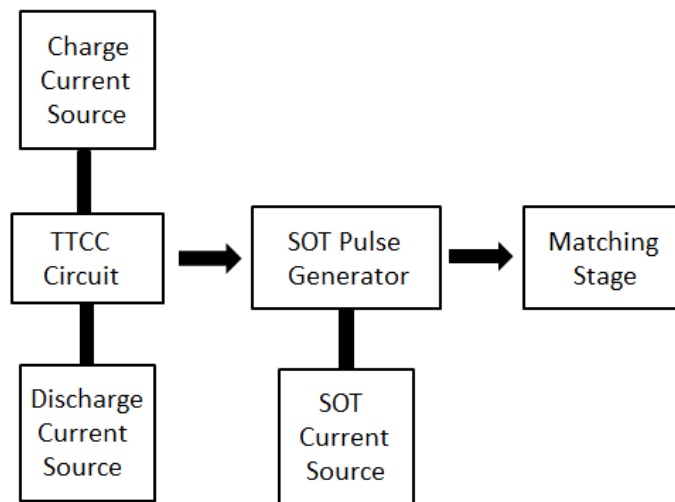 Charge
Current
Source
TTCC
Circuit
SOT Pulse
Generator
Matching
Stage
Discharge
Current
Source
SOT
Current
Source